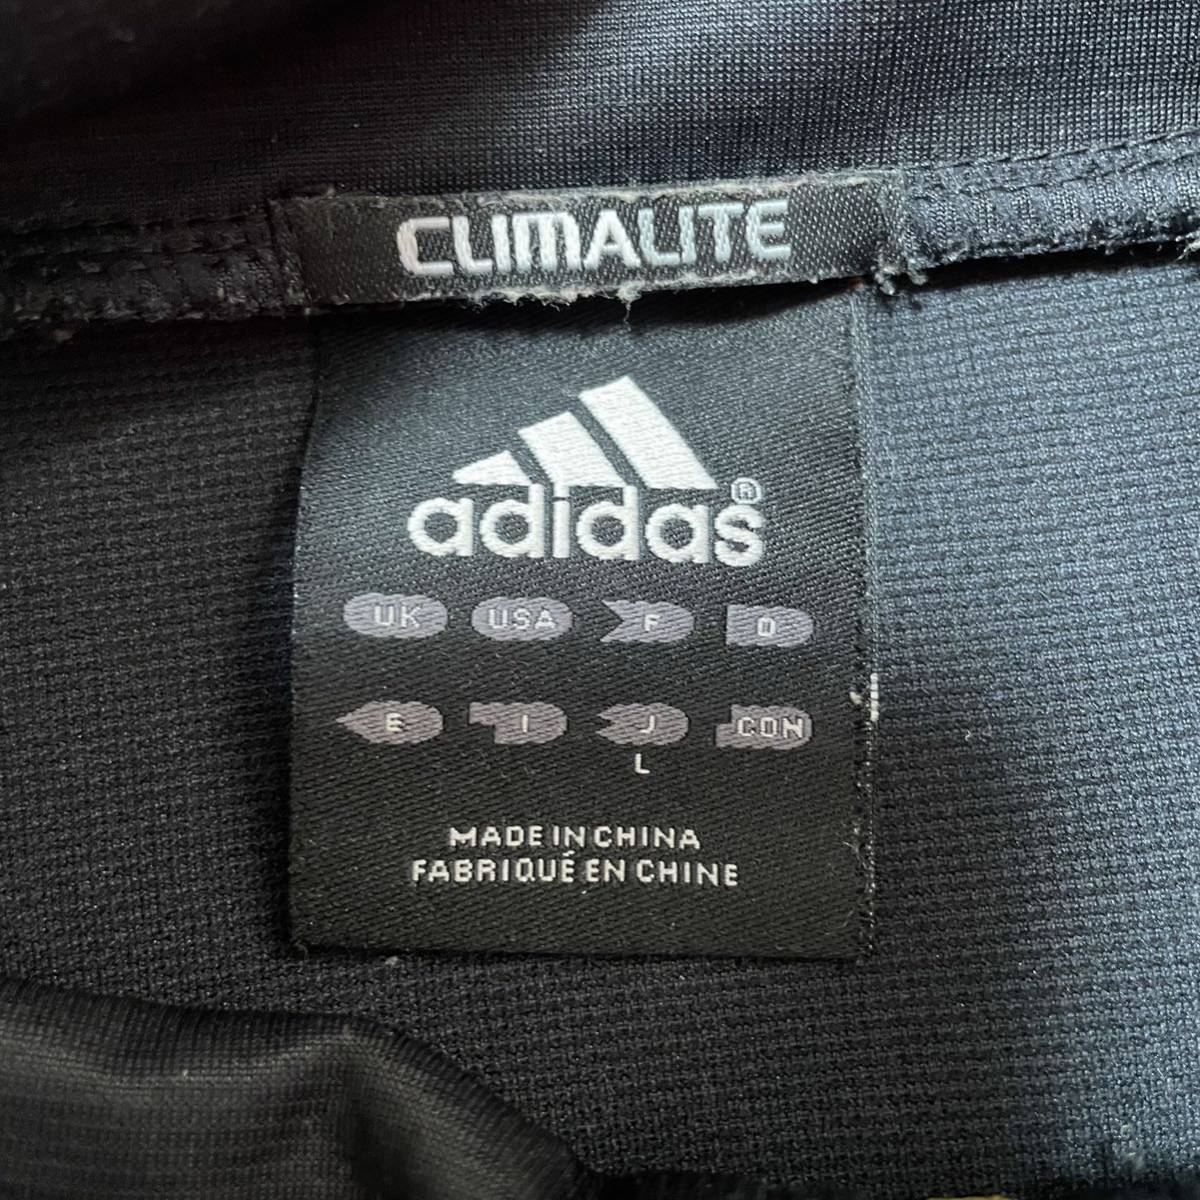 CLIMALITE
adidas®
UK USA F D
E I J CON
L
MADE IN CHINA
FABRIQUÉ EN CHINE